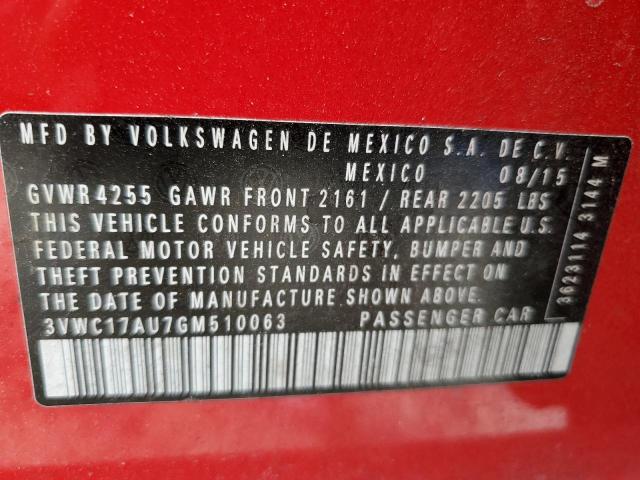 MFD BY VOLKSWAGEN DE MEXICO S.A. DE C.V.
MEXICO 08/15
GVWR 4255 GAWR FRONT 2161 / REAR 2205 LBS
THIS VEHICLE CONFORMS TO ALL APPLICABLE U.S.
FEDERAL MOTOR VEHICLE SAFETY, BUMPER AND
THEFT PREVENTION STANDARDS IN EFFECT ON
THE DATE OF MANUFACTURE SHOWN ABOVE.
3VWC17AU7GM510063 PASSENGER CAR
3623114 3144 M